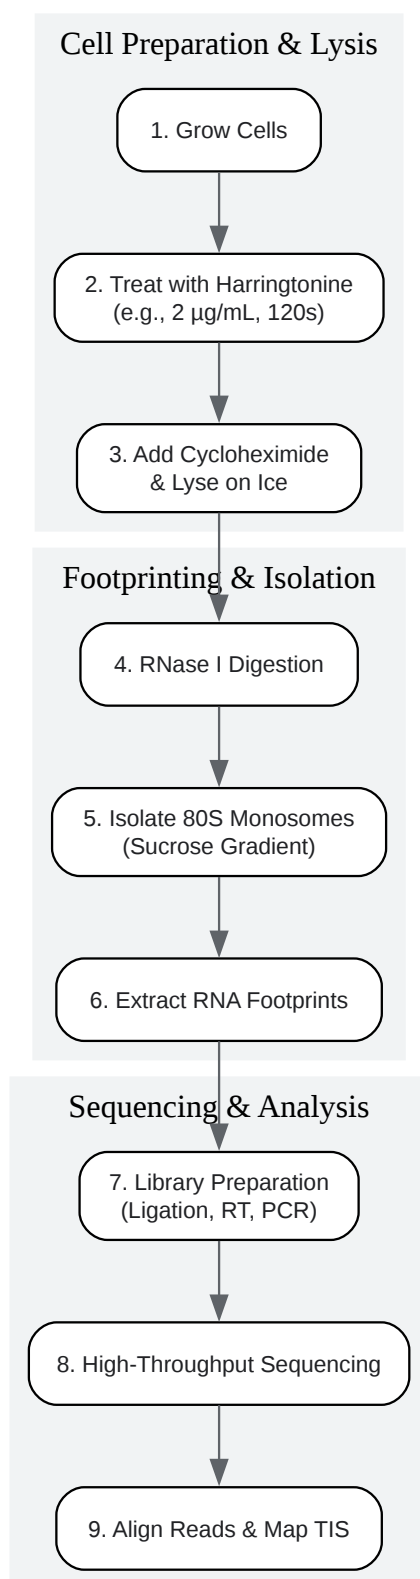 Cell Preparation & Lysis
1. Grow Cells
2. Treat with Harringtonine
(e.g., 2 µg/mL, 120s)
3. Add Cycloheximide
& Lyse on Ice
Footprinting & Isolation
4. RNase I Digestion
5. Isolate 80S Monosomes
(Sucrose Gradient)
6. Extract RNA Footprints
Sequencing & Analysis
7. Library Preparation
(Ligation, RT, PCR)
8. High-Throughput Sequencing
9. Align Reads & Map TIS